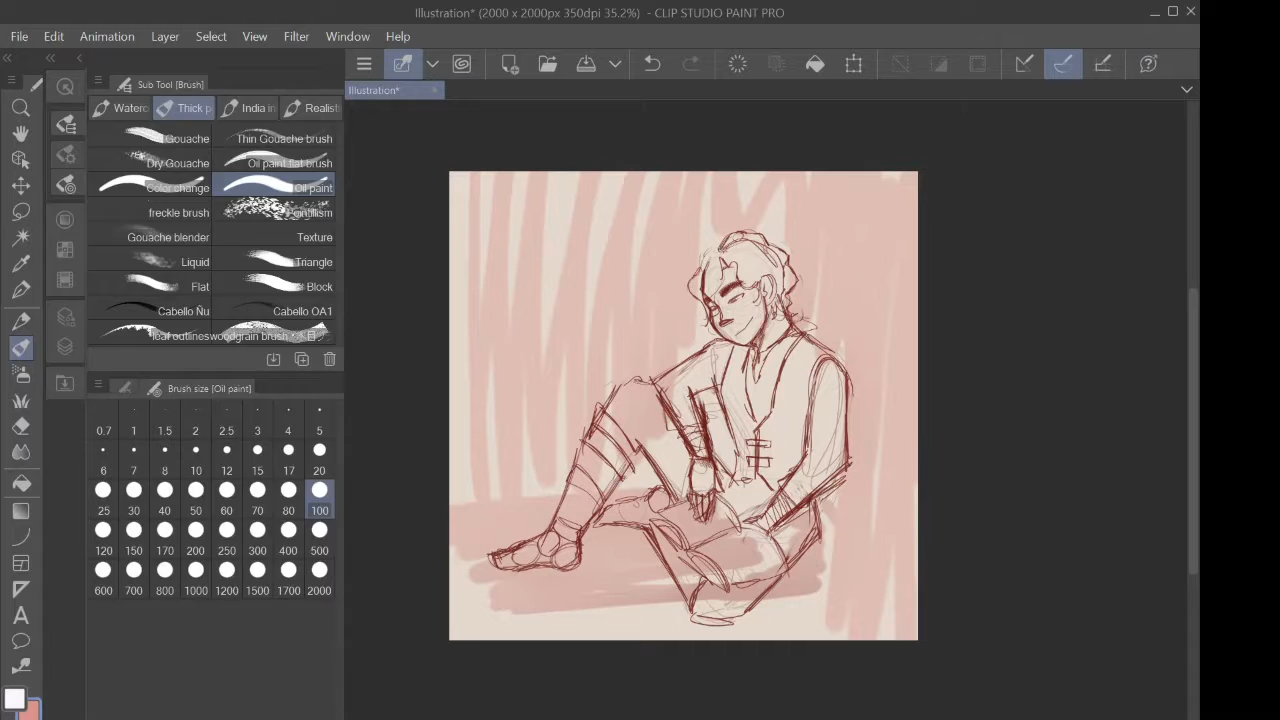 Illustration* (2000 x 2000px 350dpi 35.2%) - CLIP STUDIO PAINT PRO
File Edit Animation Layer Select View Filter Window Help
Sub Tool [Brush]
Illustration*
Waterc Thick p India in Realist
Gouache Thin Gouache brush
Dry Gouache Oil paint flat brush
Color change Oil paint
freckle brush Pointillism
Gouache blender Texture
Liquid Triangle
Flat Block
Cabello Ñu Cabello OA1
leaf outlines woodgrain brush
Brush size [Oil paint]
0.7 1 1.5 2 2.5 3 4 5
6 7 8 10 12 15 17 20
25 30 40 50 60 70 80 100
120 150 170 200 250 300 400 500
600 700 800 1000 1200 1500 1700 2000